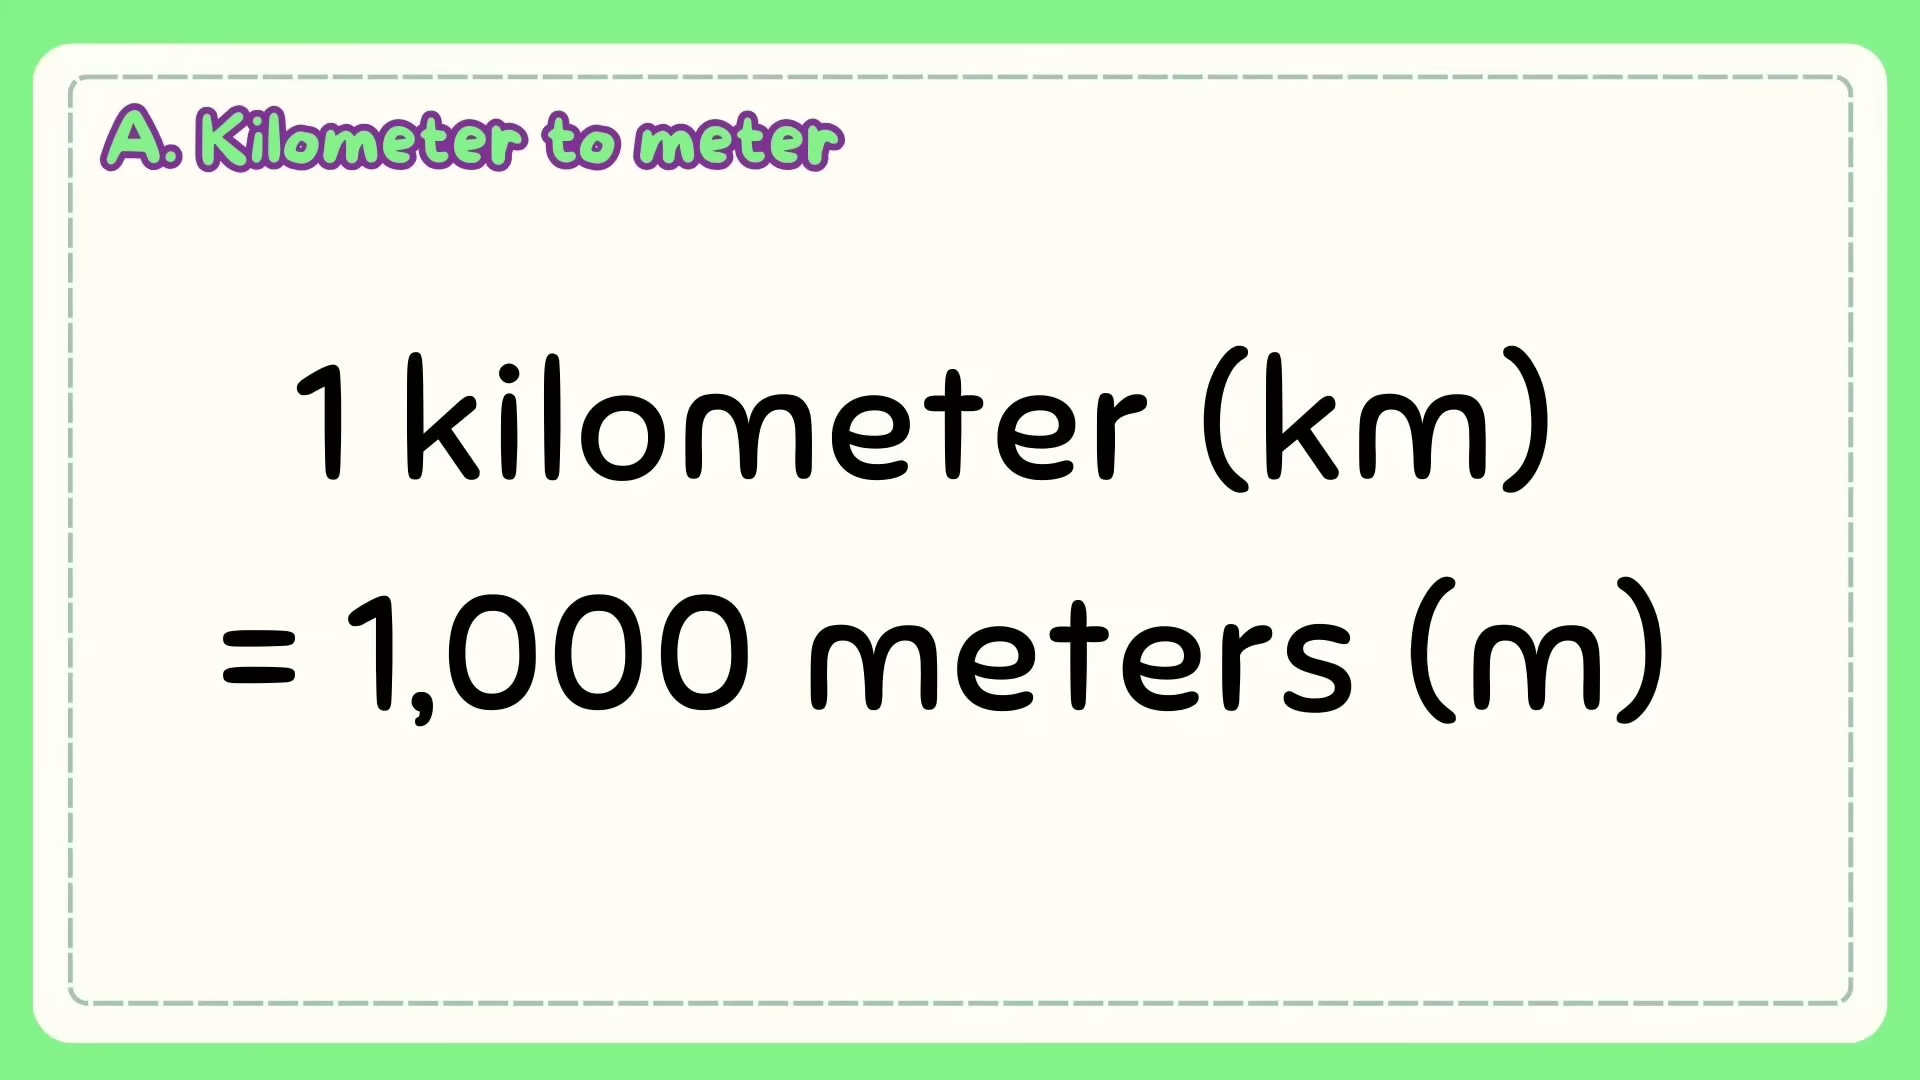 A. Kilometer to meter
1 kilometer (km)
= 1,000 meters (m)